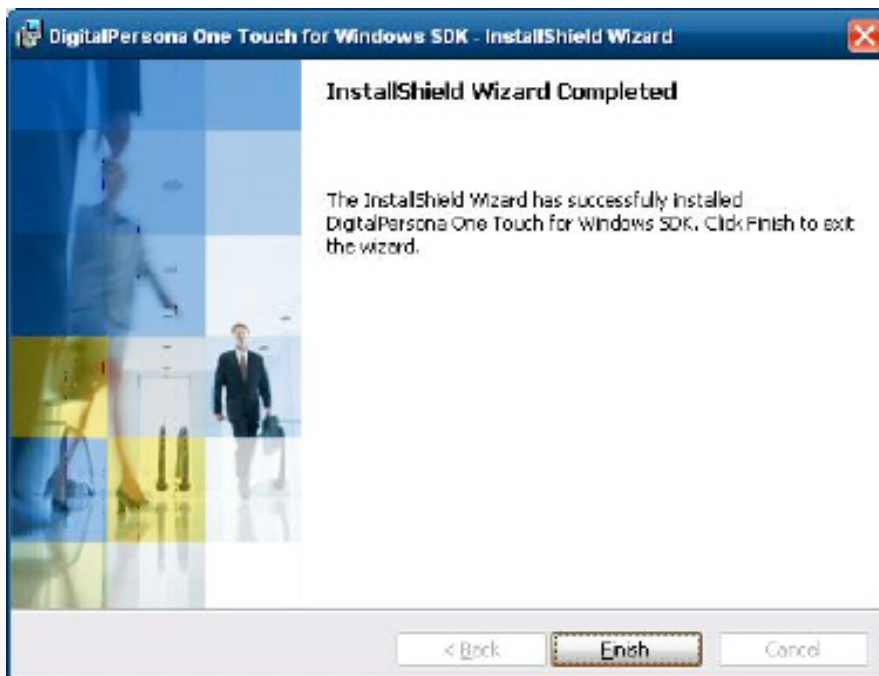 DigitalPersona One Touch for Windows SDK - InstallShield Wizard
InstallShield Wizard Completed
The InstallShield Wizard has successfully installed
DigitalPersona One Touch for Windows SDK. Click Finish to exit
the wizard.
< Back
Finish
Cancel